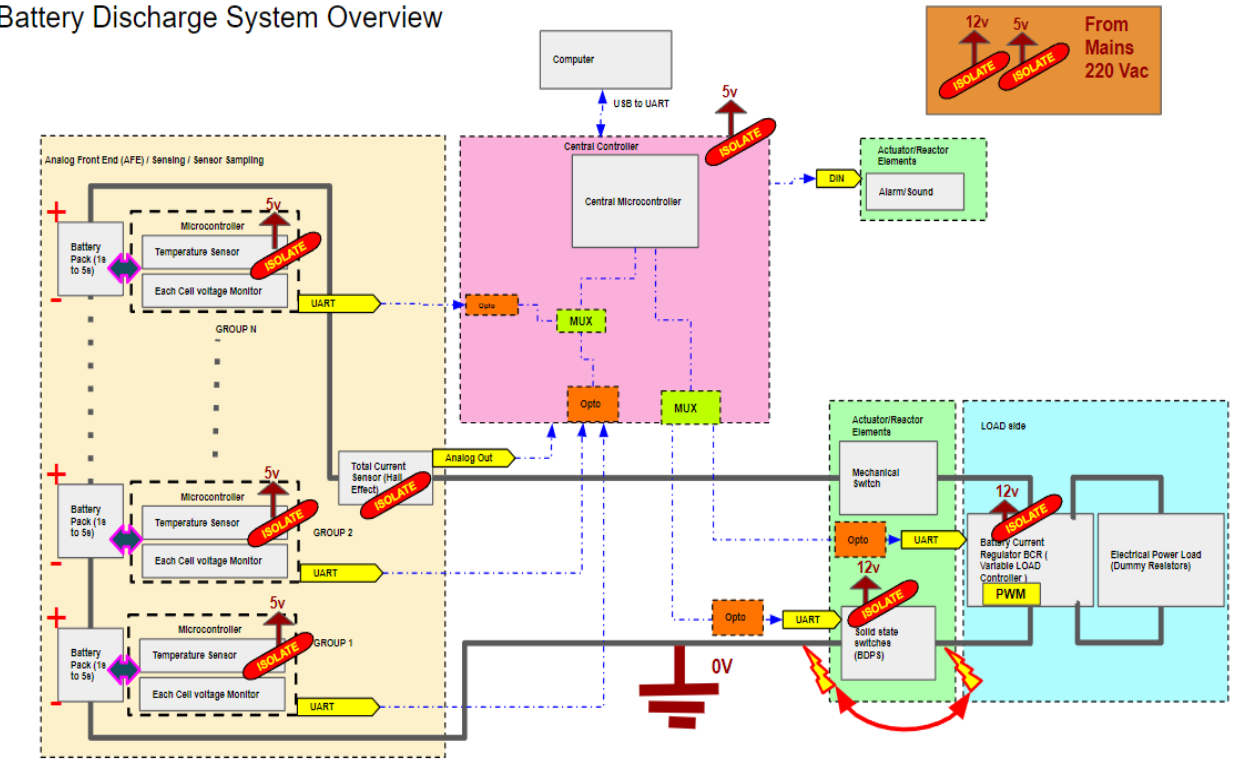 Battery Discharge System Overview
12v
5v
ISOLATE
ISOLATE
From
Mains
220 Vac
Computer
USB to UART
5v
ISOLATE
Central Controller
Central Microcontroller
Opto
MUX
Opto
MUX
Actuator/Reactor
Elements
DIN
Alarm/Sound
Analog Front End (AFE) / Sensing / Sensor Sampling
+
Battery
Pack (1s
to 5s)
-
5v
Microcontroller
Temperature Sensor
ISOLATE
Each Cell voltage Monitor
UART
GROUP N
Total Current
Sensor (Hall
Effect)
ISOLATE
Analog Out
+
Battery
Pack (1s
to 5s)
-
5v
Microcontroller
Temperature Sensor
ISOLATE
Each Cell voltage Monitor
GROUP 2
UART
+
Battery
Pack (1s
to 5s)
-
5v
Microcontroller
Temperature Sensor
ISOLATE
GROUP 1
Each Cell voltage Monitor
UART
0V
Actuator/Reactor
Elements
Mechanical
Switch
Opto
UART
12v
ISOLATE
Opto
UART
Solid state
switches
(BDPS)
LOAD side
12v
ISOLATE
Battery Current
Regulator BCR (
Variable LOAD
Controller )
PWM
Electrical Power Load
(Dummy Resistors)